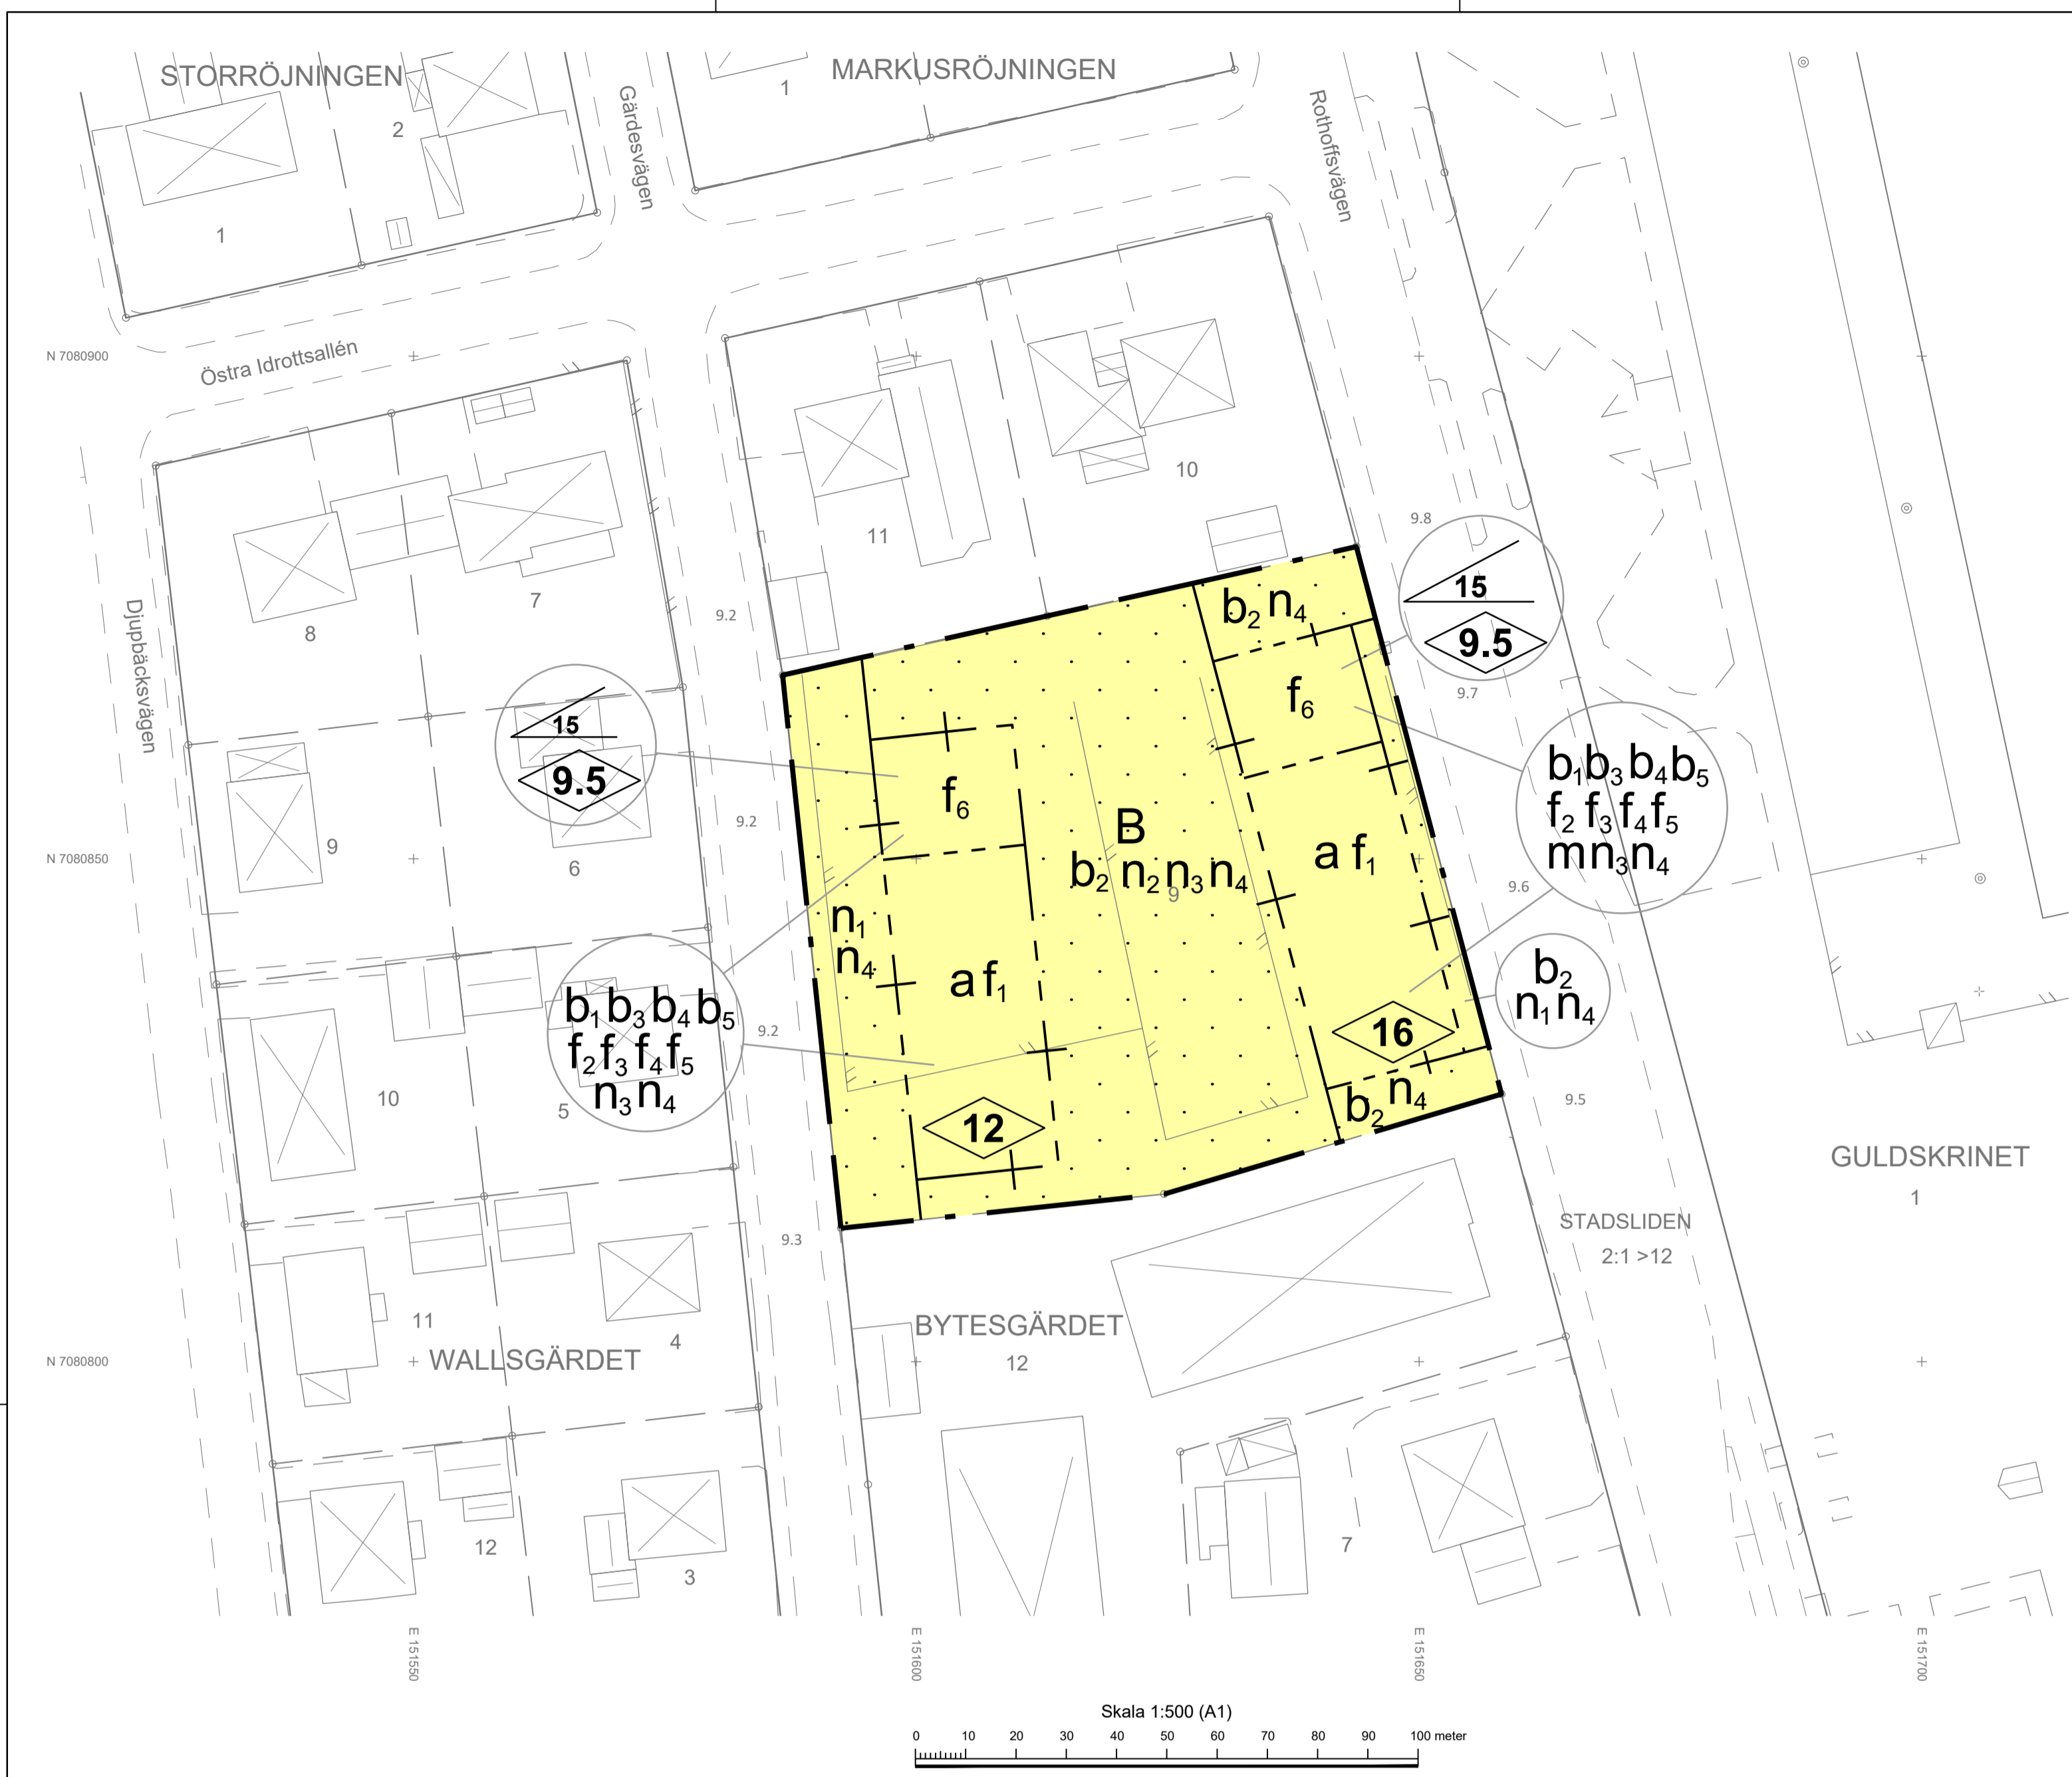 STORRÖJNINGEN
MARKUSRÖJNINGEN
1
2
1
Gärdesvägen
Rothoffsvägen
N 7080900
Östra Idrottsallén
10
11
9.8
15
9.5
7
8
9.2
b2 n4
9.7
Djupbäcksvägen
f6
15
9.5
b1 b3 b4 b5
f2 f3 f4 f5
m n3 n4
f6
9.2
B
b2 n2 n3 n4
9
a f1
N 7080850
9
6
9.6
n1
n4
a f1
b2
n1 n4
b1 b3 b4 b5
f2 f3 f4 f5
n3 n4
9.2
16
10
5
12
b2 n4
9.5
GULDSKRINET
1
9.3
STADSLIDEN
2:1 >12
11
4
BYTESGÄRDET
12
N 7080800
WALLSGÄRDET
12
3
7
E 151550
E 151600
E 151650
E 151700
Skala 1:500 (A1)
0 10 20 30 40 50 60 70 80 90 100 meter